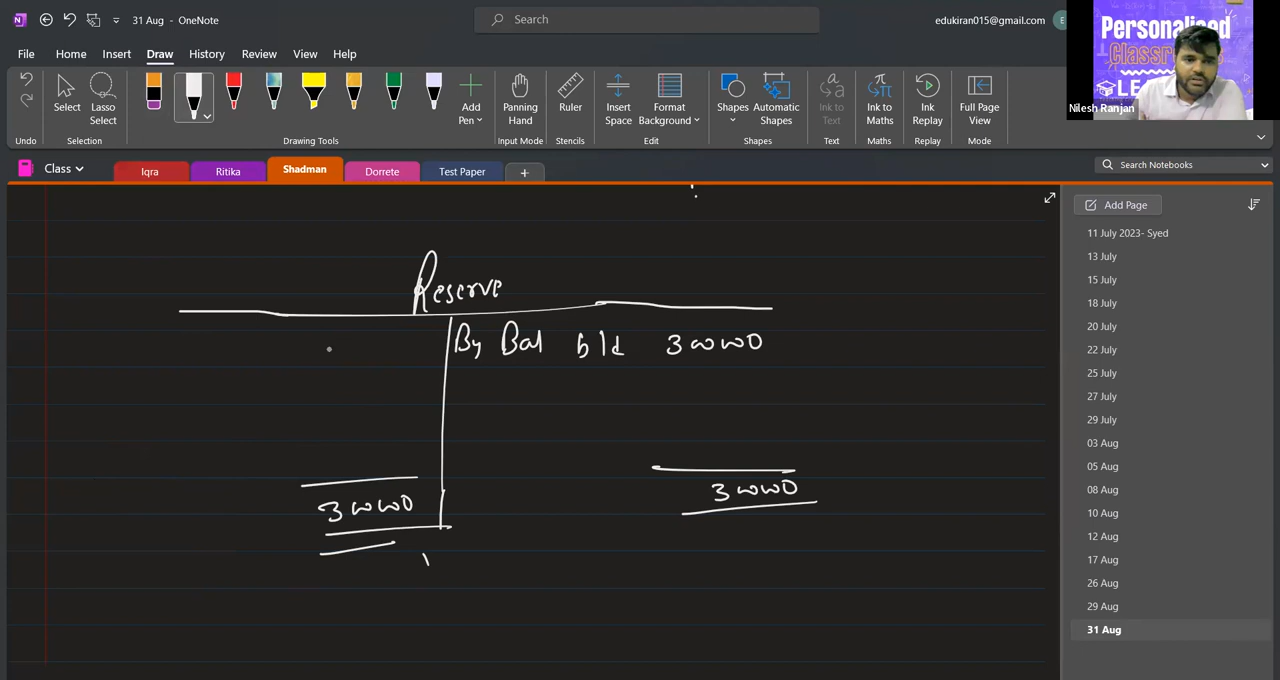 31 Aug - OneNote
Search
edukiran015@gmail.com
E
File Home Insert Draw History Review View Help
Undo
Select
Lasso Select
Selection
Drawing Tools
Add Pen
Panning Hand
Input Mode
Ruler
Stencils
Insert Space
Format Background
Edit
Shapes
Automatic Shapes
Shapes
Ink to Text
Text
Ink to Maths
Maths
Ink Replay
Replay
Full Page View
Mode
Personalised
Class
LE
Nilesh Ranjan
Class
Iqra Ritika Shadman Dorrete Test Paper +
Search Notebooks
Add Page
11 July 2023- Syed
13 July
15 July
18 July
20 July
22 July
25 July
27 July
29 July
03 Aug
05 Aug
08 Aug
10 Aug
12 Aug
17 Aug
26 Aug
29 Aug
31 Aug
Reserve
By Bal b/d 30000
30000 30000